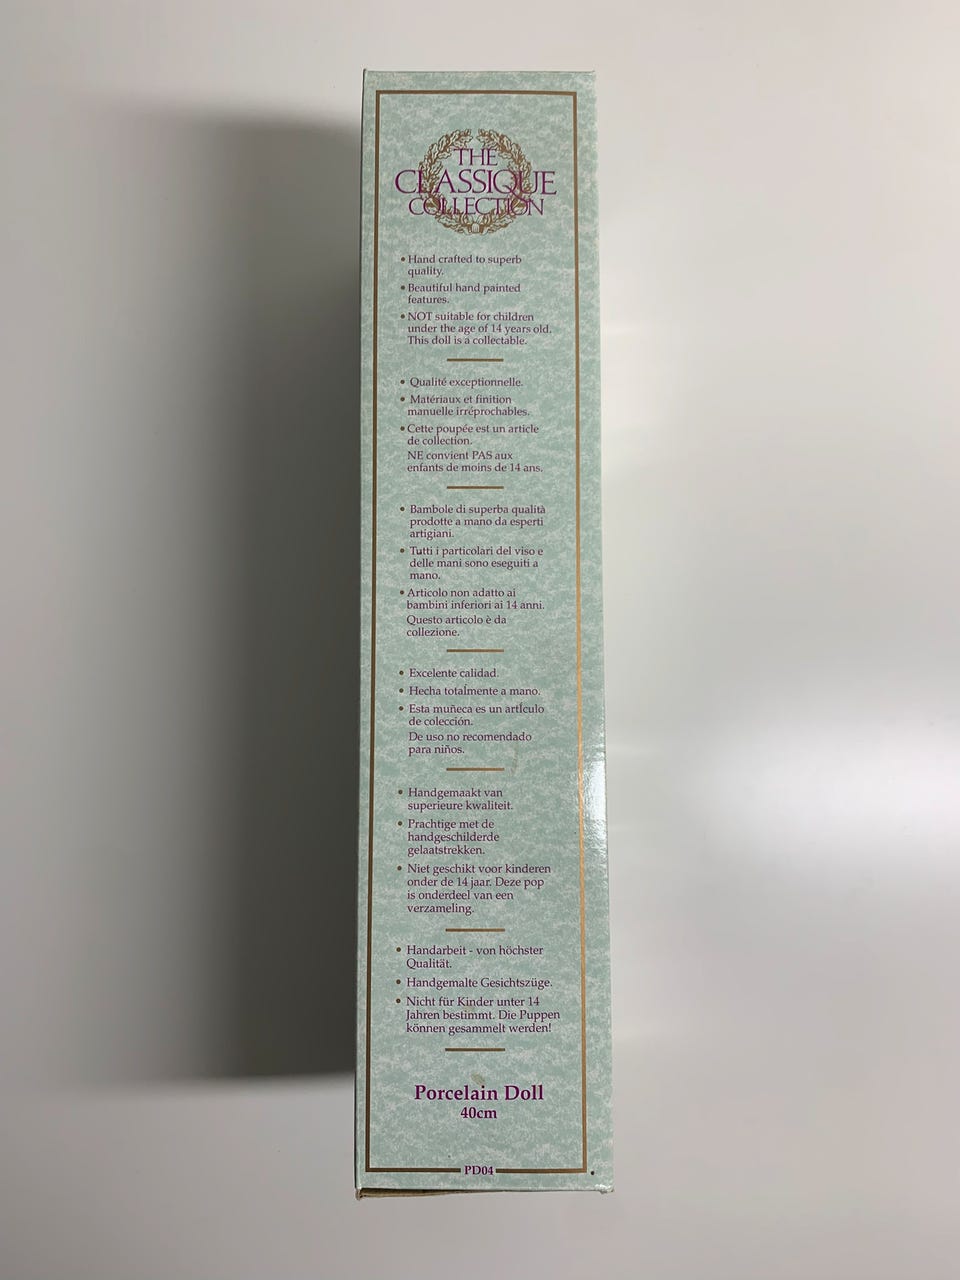 THE
CLASSIQUE
COLLECTION
• Hand crafted to superb
quality.
• Beautiful hand painted
features.
• NOT suitable for children
under the age of 14 years old.
This doll is a collectable.
• Qualité exceptionnelle.
• Matériaux et finition
manuelle irréprochables.
• Cette poupée est un article
de collection.
NE convient PAS aux
enfants de moins de 14 ans.
• Bambole di superba qualità
prodotte a mano da esperti
artigiani.
• Tutti i particolari del viso e
delle mani sono eseguiti a
mano.
• Articolo non adatto ai
bambini inferiori ai 14 anni.
Questo articolo è da
collezione.
• Excelente calidad.
• Hecha totalmente a mano.
• Esta muñeca es un artículo
de colección.
De uso no recomendado
para niños.
• Handgemaakt van
superieure kwaliteit.
• Prachtige met de
handgeschilderde
gelaatstrekken.
• Niet geschikt voor kinderen
onder de 14 jaar. Deze pop
is onderdeel van een
verzameling.
• Handarbeit - von höchster
Qualität.
• Handgemalte Gesichtszüge.
• Nicht für Kinder unter 14
Jahren bestimmt. Die Puppen
können gesammelt werden!
Porcelain Doll
40cm
PD04